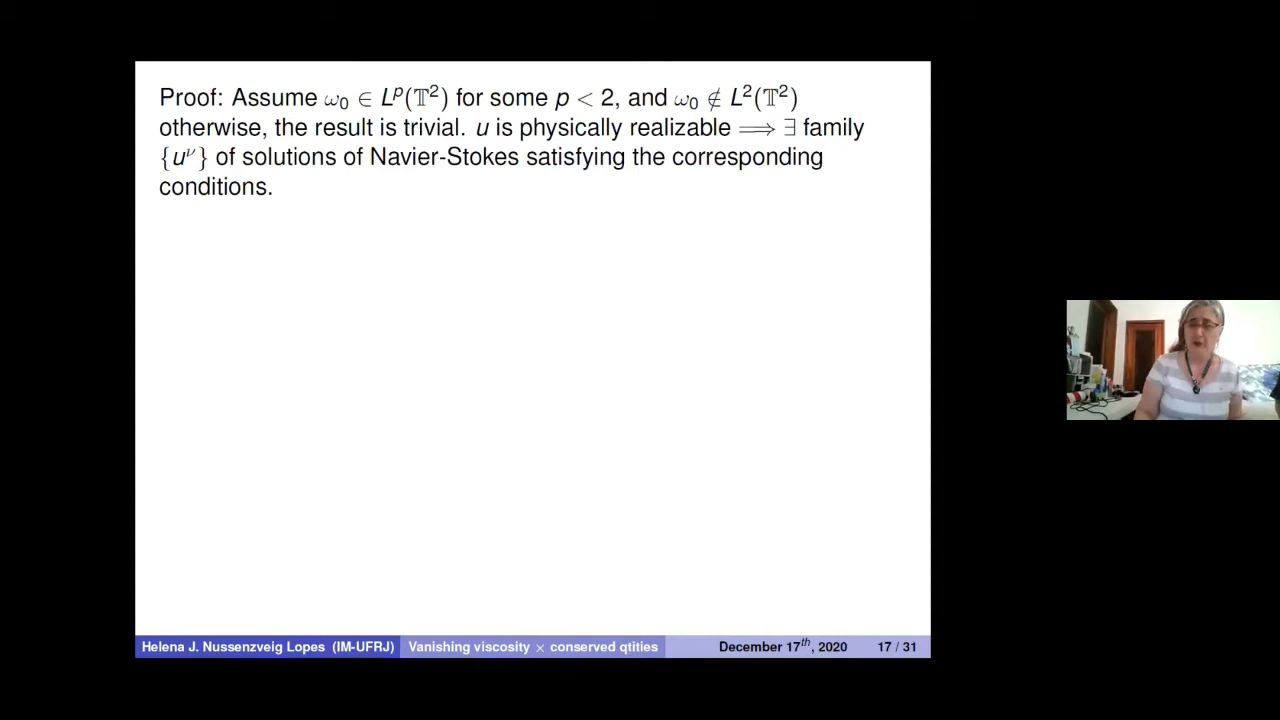 Proof: Assume ω₀ ∈ Lᵖ(𝕋²) for some p < 2, and ω₀ ∉ L²(𝕋²)
otherwise, the result is trivial. u is physically realizable ⟹ ∃ family
{uᵛ} of solutions of Navier-Stokes satisfying the corresponding
conditions.
Helena J. Nussenzveig Lopes (IM-UFRJ) Vanishing viscosity × conserved qtities December 17ᵗʰ, 2020 17 / 31